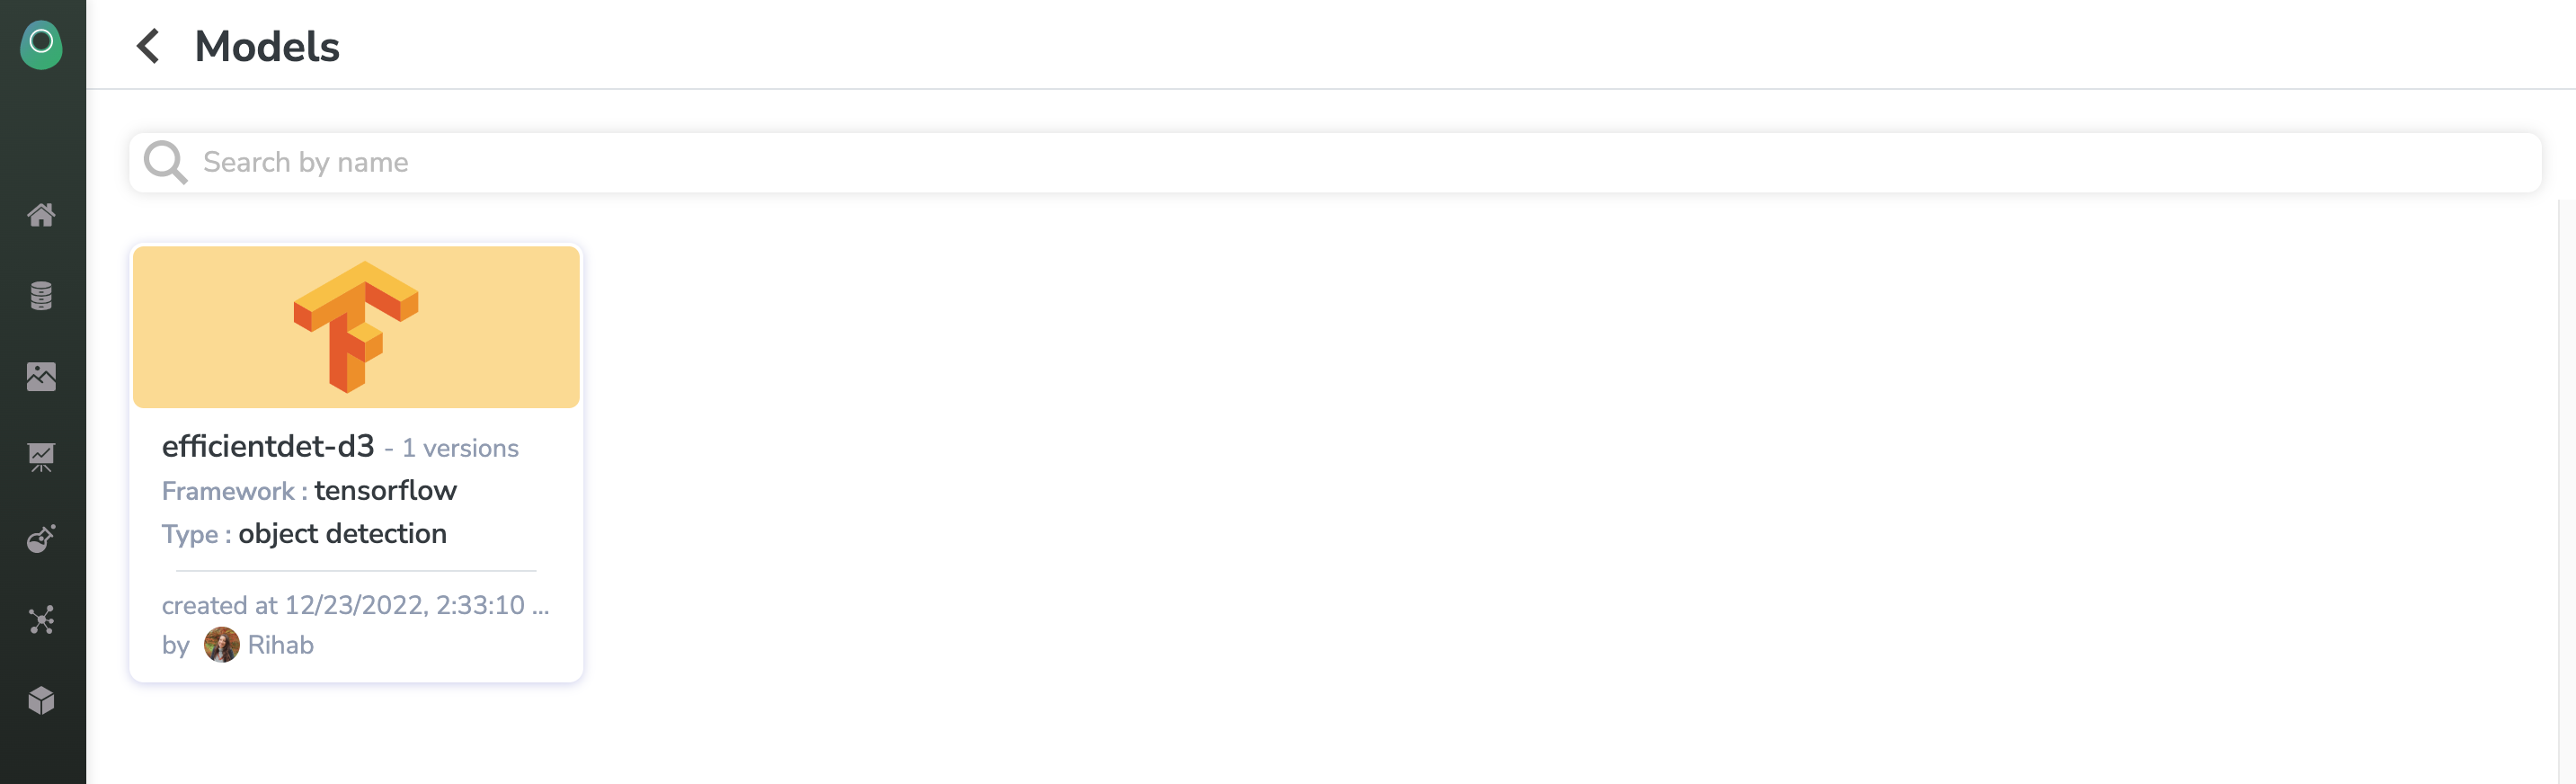 Models
Search by name
efficientdet-d3 - 1 versions
Framework : tensorflow
Type : object detection
created at 12/23/2022, 2:33:10 ...
by Rihab